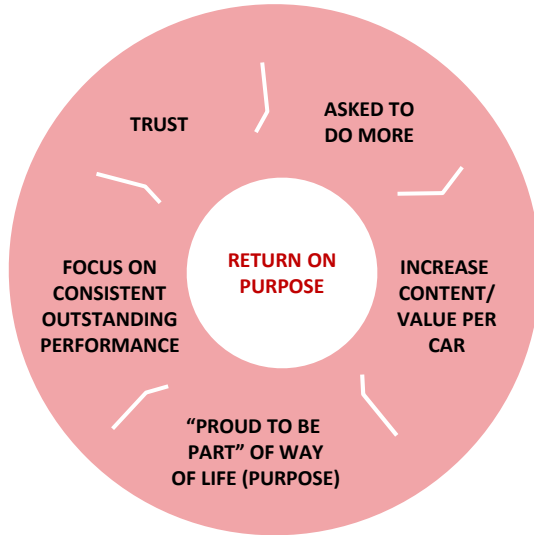 TRUST
ASKED TO
DO MORE
RETURN ON
PURPOSE
FOCUS ON
CONSISTENT
OUTSTANDING
PERFORMANCE
INCREASE
CONTENT/
VALUE PER
CAR
“PROUD TO BE
PART” OF WAY
OF LIFE (PURPOSE)